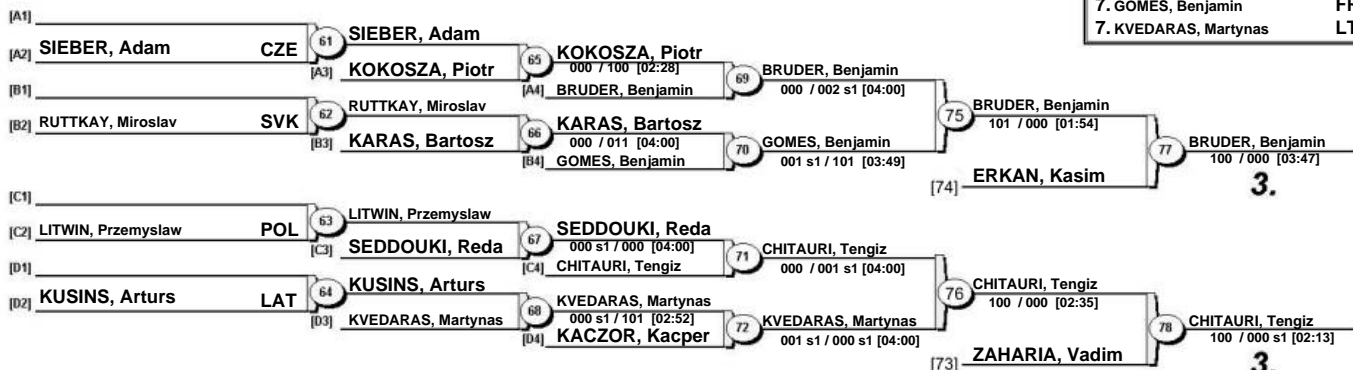 7. GOMES, Benjamin
7. KVEDARAS, Martynas LT
[A1]
[A2] SIEBER, Adam CZE
61 SIEBER, Adam
[A3] KOKOSZA, Piotr
65 KOKOSZA, Piotr
000 / 100 [02:28]
[A4] BRUDER, Benjamin
69 BRUDER, Benjamin
000 / 002 s1 [04:00]
[B1]
[B2] RUTTKAY, Miroslav SVK
62 RUTTKAY, Miroslav
[B3] KARAS, Bartosz
66 KARAS, Bartosz
000 / 011 [04:00]
[B4] GOMES, Benjamin
70 GOMES, Benjamin
001 s1 / 101 [03:49]
75 BRUDER, Benjamin
101 / 000 [01:54]
[74] ERKAN, Kasim
77 BRUDER, Benjamin
100 / 000 [03:47]
3.
[C1]
[C2] LITWIN, Przemyslaw POL
63 LITWIN, Przemyslaw
[C3] SEDDOUKI, Reda
67 SEDDOUKI, Reda
000 s1 / 000 [04:00]
[C4] CHITAURI, Tengiz
71 CHITAURI, Tengiz
000 / 001 s1 [04:00]
[D1]
[D2] KUSINS, Arturs LAT
64 KUSINS, Arturs
[D3] KVEDARAS, Martynas
68 KVEDARAS, Martynas
000 s1 / 101 [02:52]
[D4] KACZOR, Kacper
72 KVEDARAS, Martynas
001 s1 / 000 s1 [04:00]
76 CHITAURI, Tengiz
100 / 000 [02:35]
[73] ZAHARIA, Vadim
78 CHITAURI, Tengiz
100 / 000 s1 [02:13]
3.